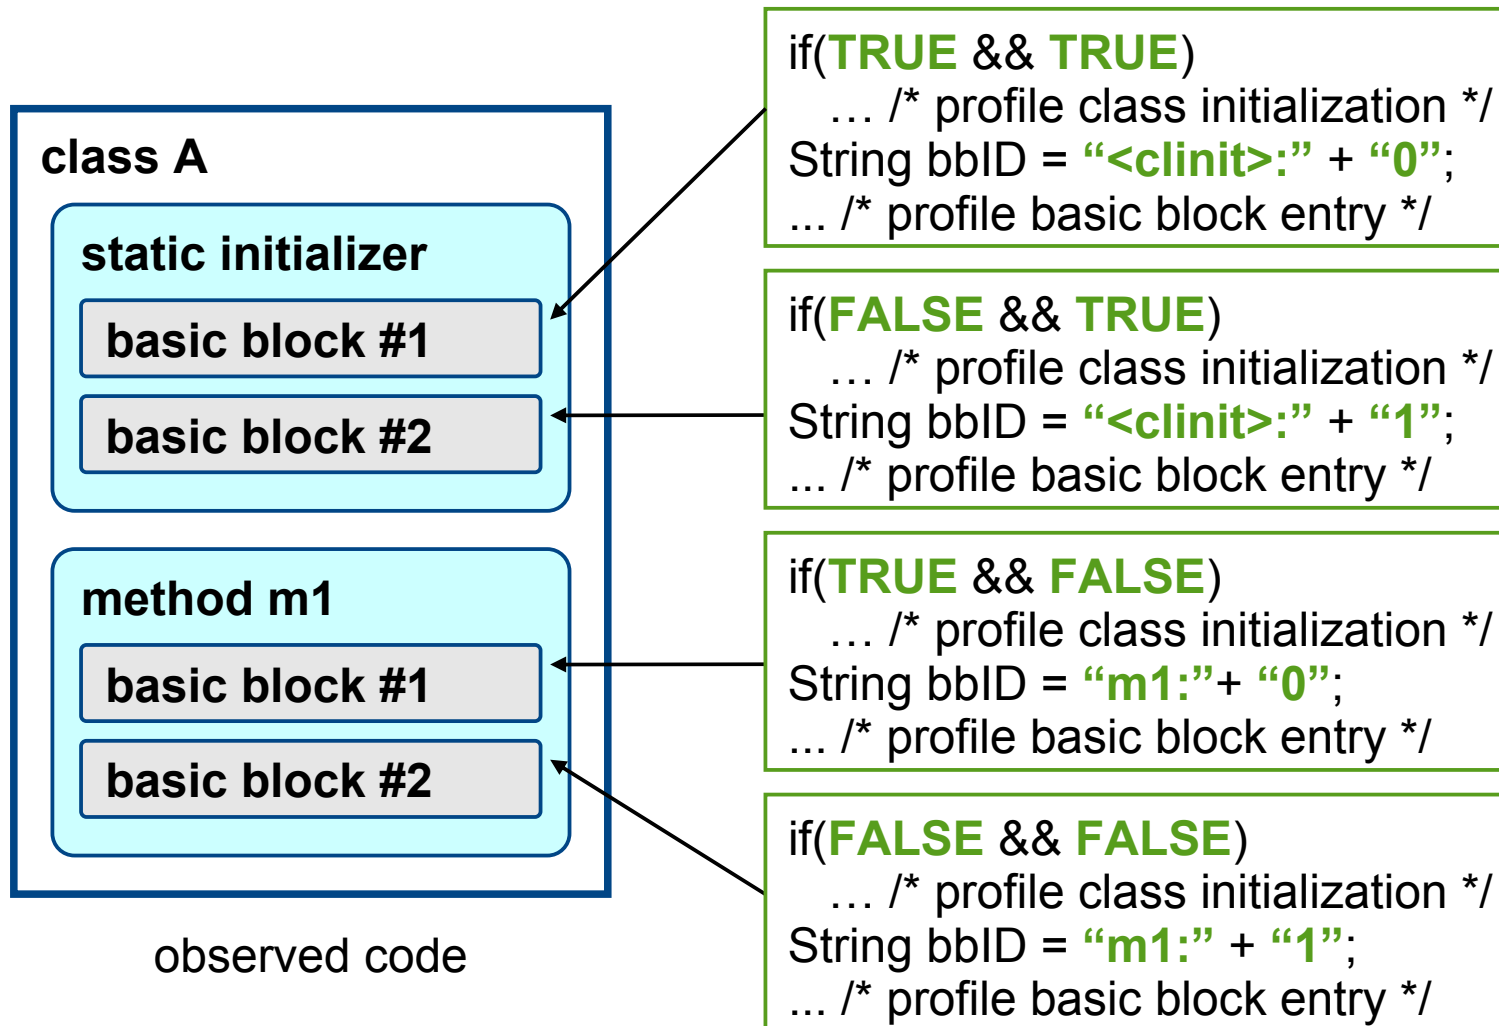 class A
static initializer
basic block #1
basic block #2
method m1
basic block #1
basic block #2
observed code
if(TRUE && TRUE)
… /* profile class initialization */
String bbID = “<clinit>:” + “0”;
... /* profile basic block entry */
if(FALSE && TRUE)
… /* profile class initialization */
String bbID = “<clinit>:” + “1”;
... /* profile basic block entry */
if(TRUE && FALSE)
… /* profile class initialization */
String bbID = “m1:”+ “0”;
... /* profile basic block entry */
if(FALSE && FALSE)
… /* profile class initialization */
String bbID = “m1:” + “1”;
... /* profile basic block entry */